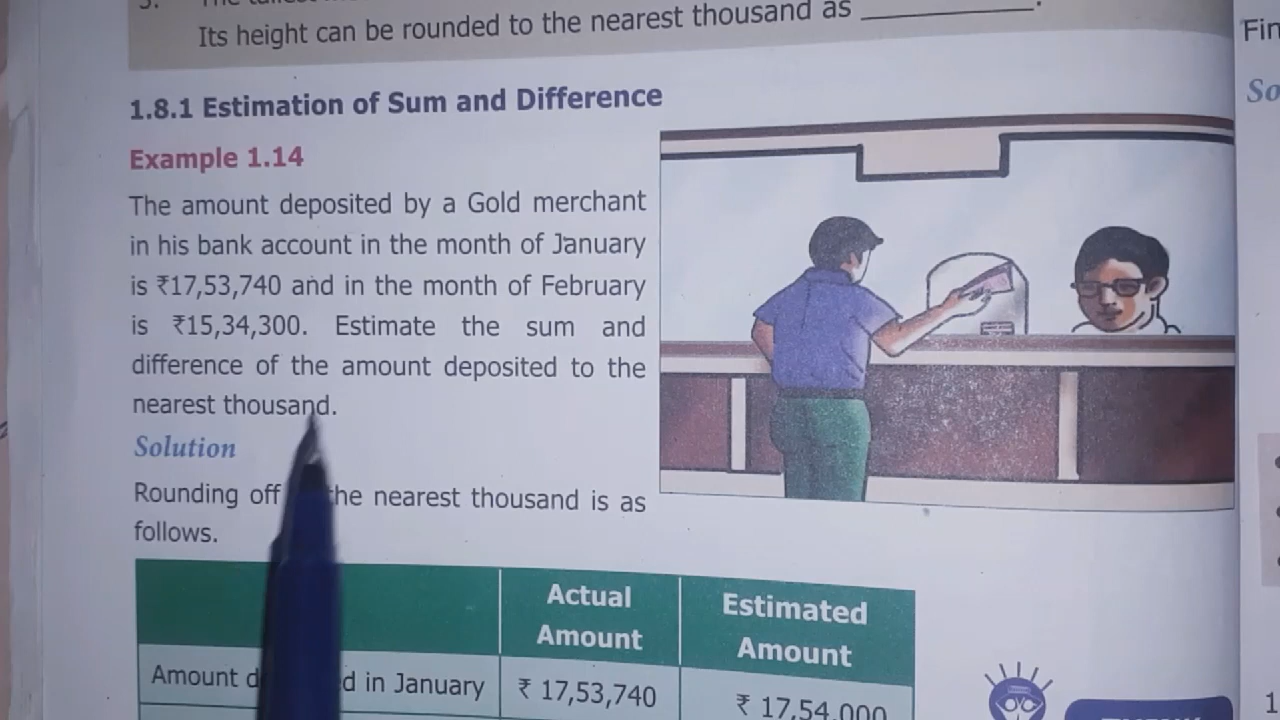 Its height can be rounded to the nearest thousand as ____________.
Fin
1.8.1 Estimation of Sum and Difference
So
Example 1.14
The amount deposited by a Gold merchant
in his bank account in the month of January
is ₹17,53,740 and in the month of February
is ₹15,34,300. Estimate the sum and
difference of the amount deposited to the
nearest thousand.
Solution
Rounding off the nearest thousand is as
follows.
Actual
Amount
Estimated
Amount
Amount d d in January
₹ 17,53,740
₹ 17,54,000
1